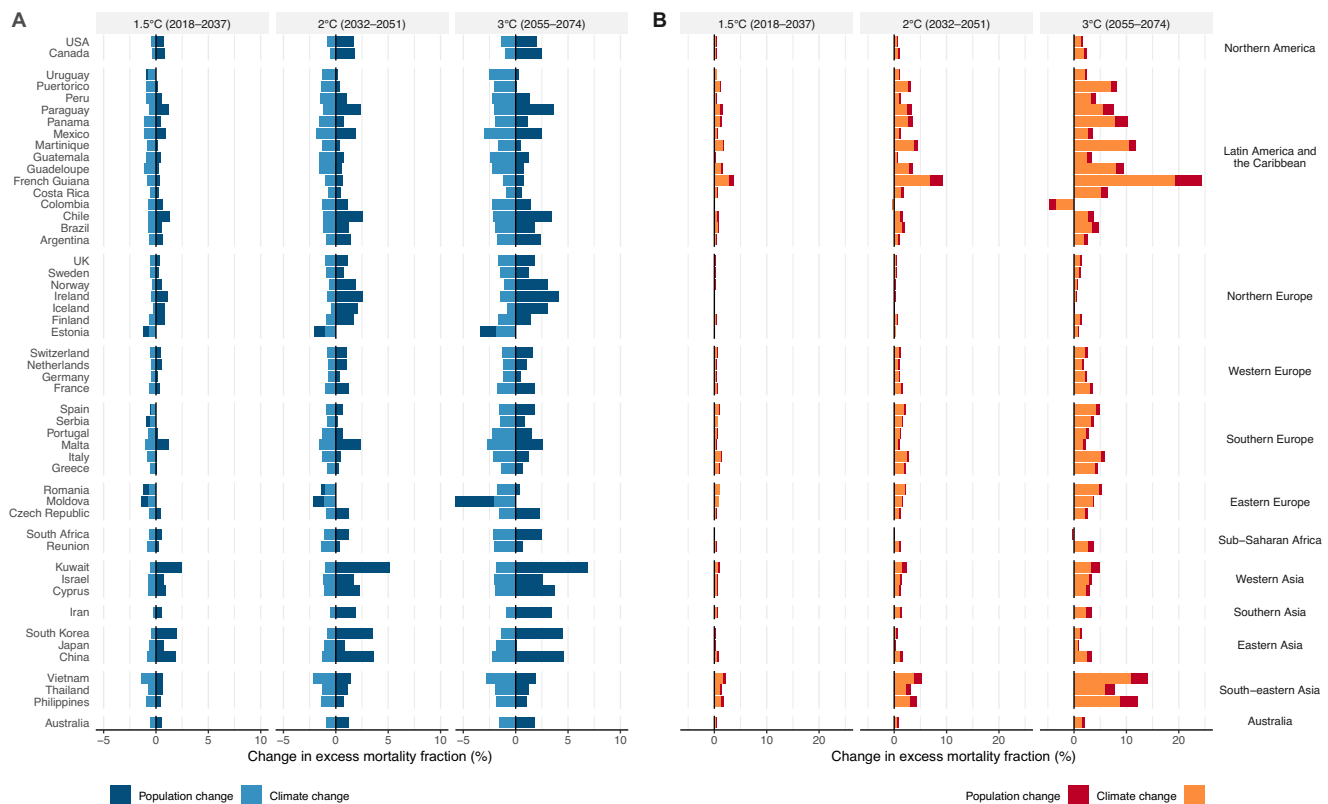 A
B
1.5°C (2018–2037)
2°C (2032–2051)
3°C (2055–2074)
1.5°C (2018–2037)
2°C (2032–2051)
3°C (2055–2074)
USA
Canada
Northern America
Uruguay
Puertorico
Peru
Paraguay
Panama
Mexico
Martinique
Guatemala
Guadeloupe
French Guiana
Costa Rica
Colombia
Chile
Brazil
Argentina
Latin America and
the Caribbean
UK
Sweden
Norway
Ireland
Iceland
Finland
Estonia
Northern Europe
Switzerland
Netherlands
Germany
France
Western Europe
Spain
Serbia
Portugal
Malta
Italy
Greece
Southern Europe
Romania
Moldova
Czech Republic
Eastern Europe
South Africa
Reunion
Sub−Saharan Africa
Kuwait
Israel
Cyprus
Western Asia
Iran
Southern Asia
South Korea
Japan
China
Eastern Asia
Vietnam
Thailand
Philippines
South−eastern Asia
Australia
Australia
−5 0 5 10 −5 0 5 10 −5 0 5 10
0 10 20 0 10 20 0 10 20
Change in excess mortality fraction (%)
Change in excess mortality fraction (%)
Population change Climate change
Population change Climate change